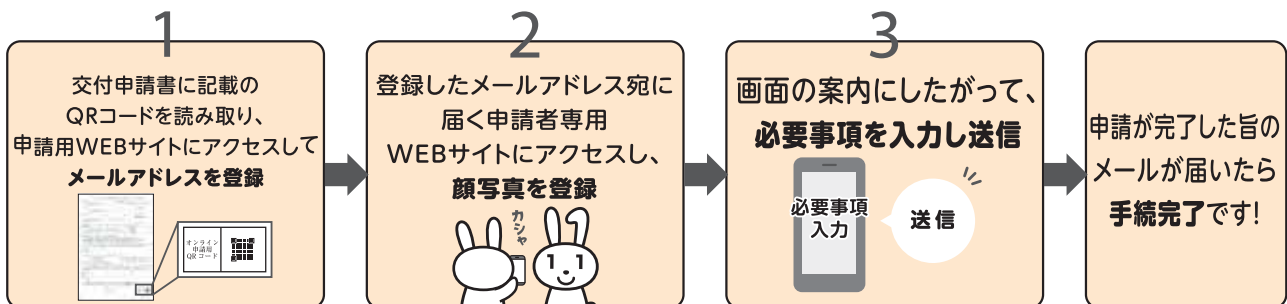 1
交付申請書に記載の
QRコードを読み取り、
申請用WEBサイトにアクセスして
メールアドレスを登録
オンライン
申請用
QRコード
2
登録したメールアドレス宛に
届く申請者専用
WEBサイトにアクセスし、
顔写真を登録
カシャ
3
画面の案内にしたがって、
必要事項を入力し送信
必要事項
入力
送信
申請が完了した旨の
メールが届いたら
手続完了です!